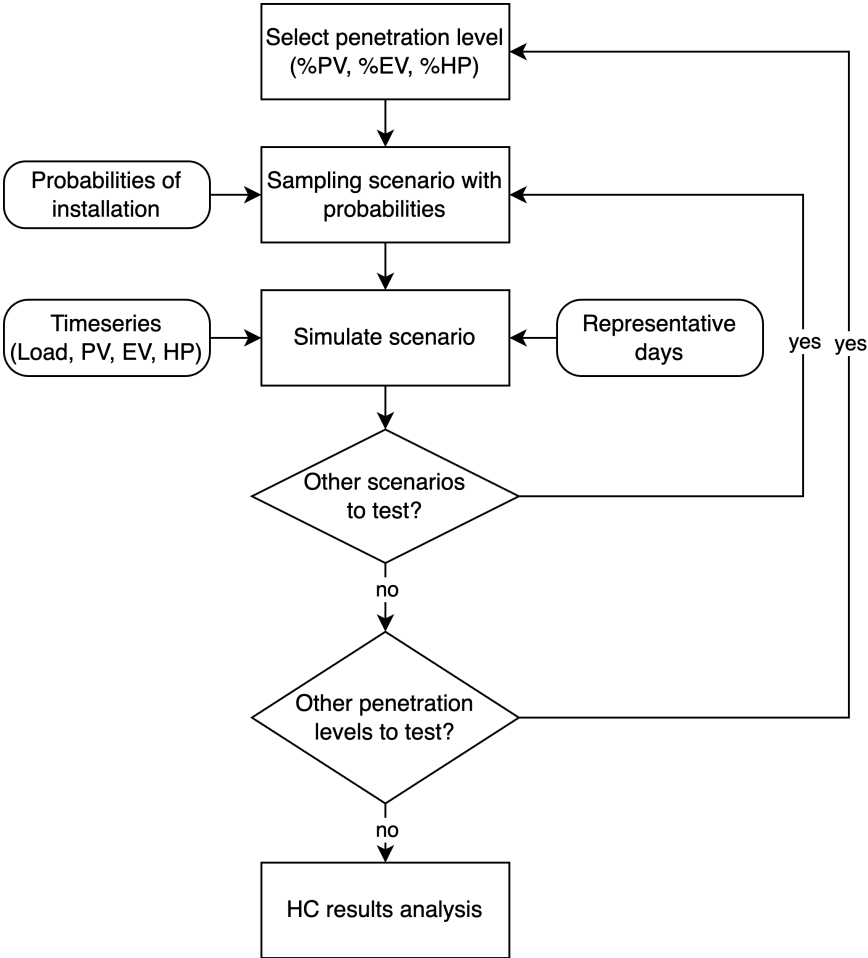 Select penetration level
(%PV, %EV, %HP)
Probabilities of
installation
Sampling scenario with
probabilities
Timeseries
(Load, PV, EV, HP)
Simulate scenario
Representative
days
yes
yes
Other scenarios
to test?
no
Other penetration
levels to test?
no
HC results analysis